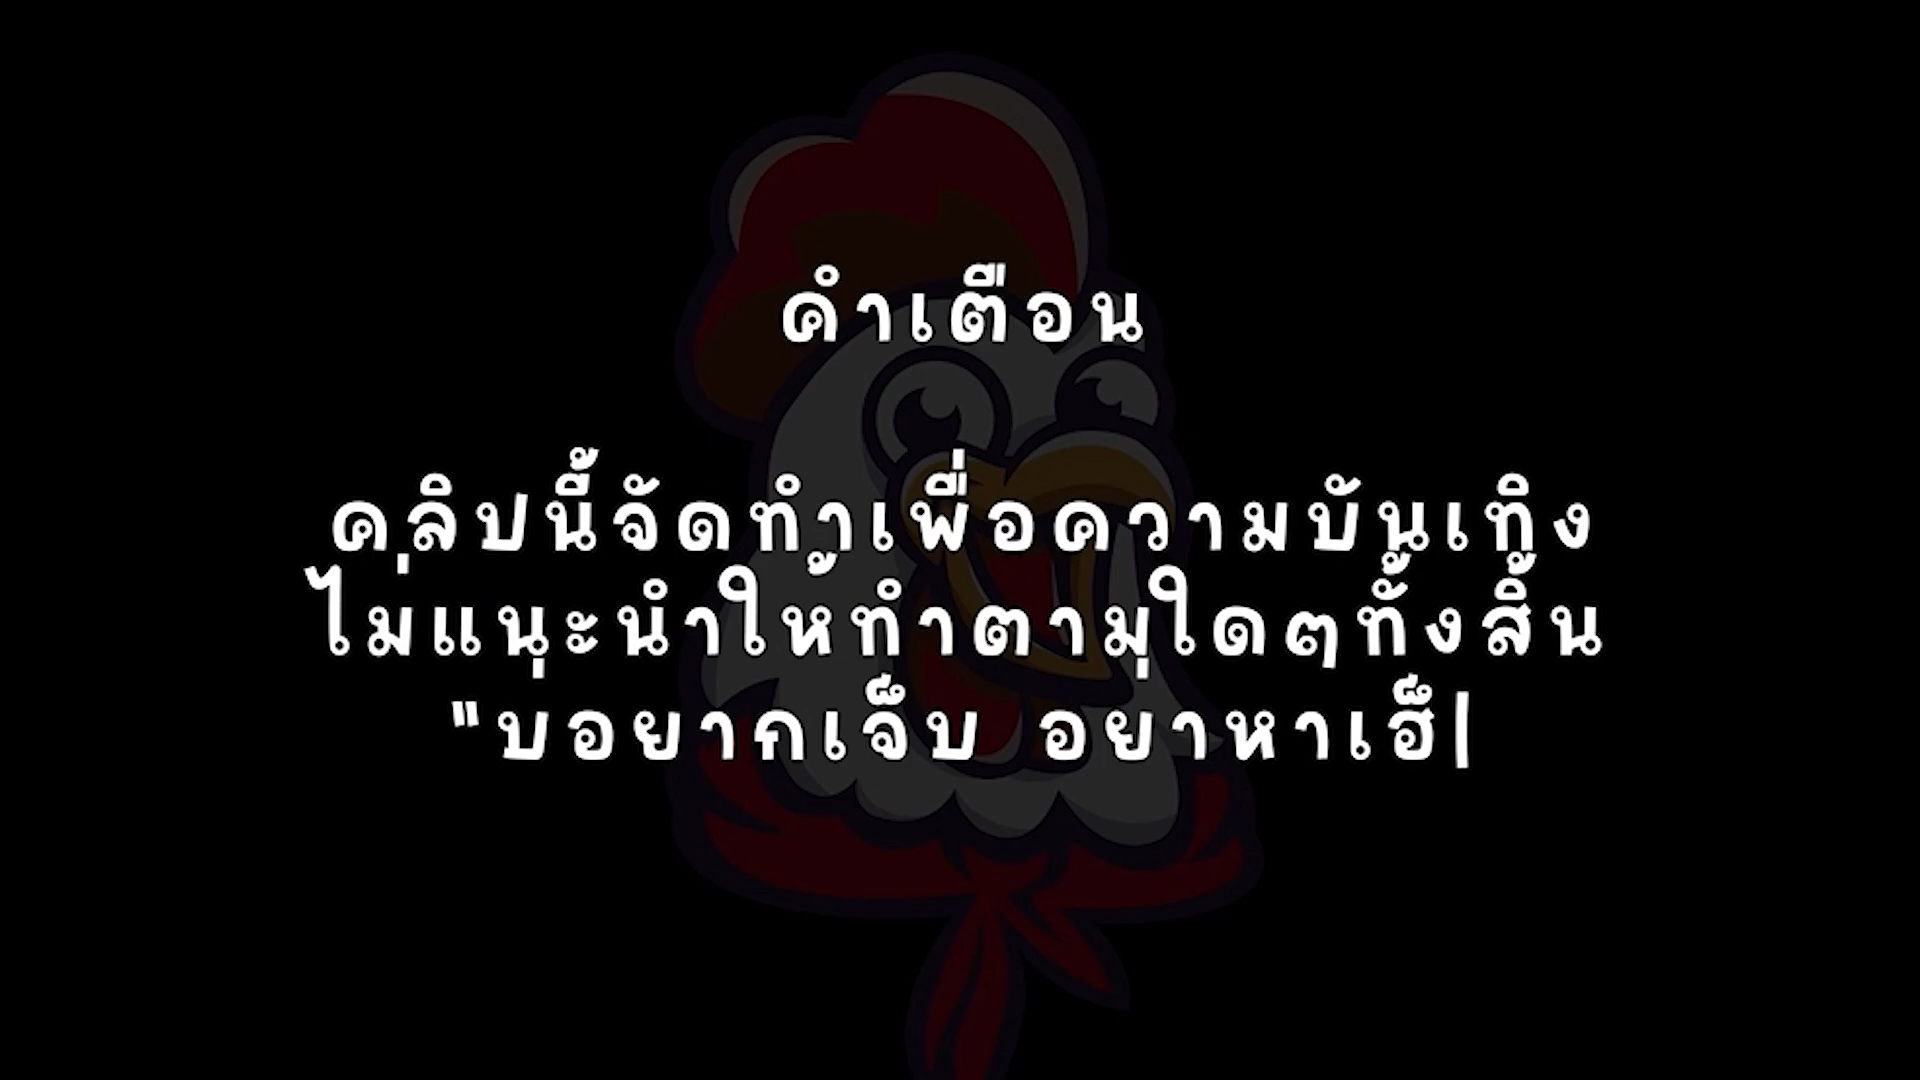 คำเตือน
คลิปนี้จัดทำเพื่อความบันเทิง
ไม่แนะนำให้ทำตามใดๆทั้งสิ้น
"บ่อยากเจ็บ อย่าหาเฮ็|